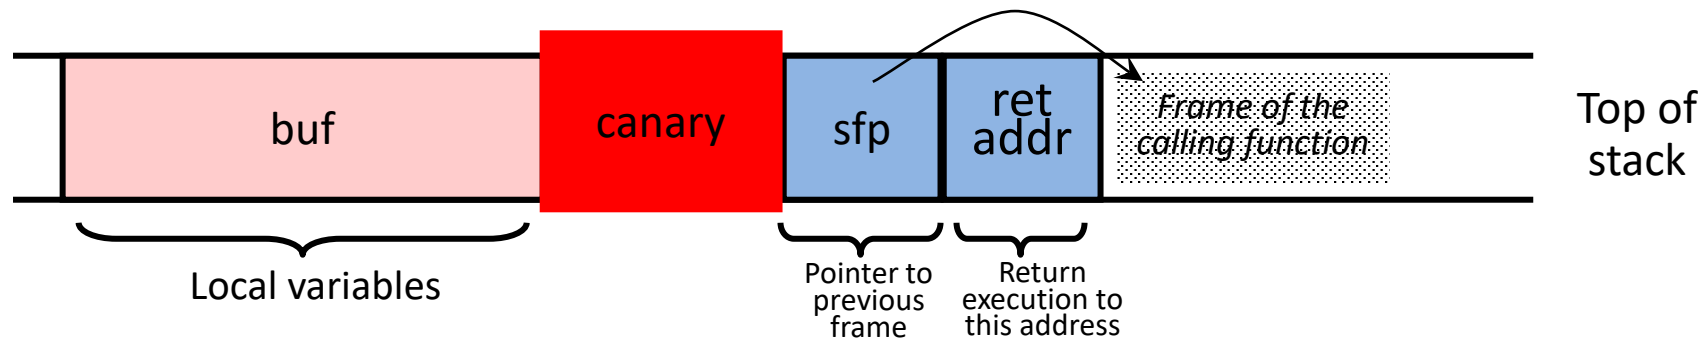 buf
canary
sfp
ret
addr
Frame of the
calling function
Top of
stack
Local variables
Pointer to
previous
frame
Return
execution to
this address